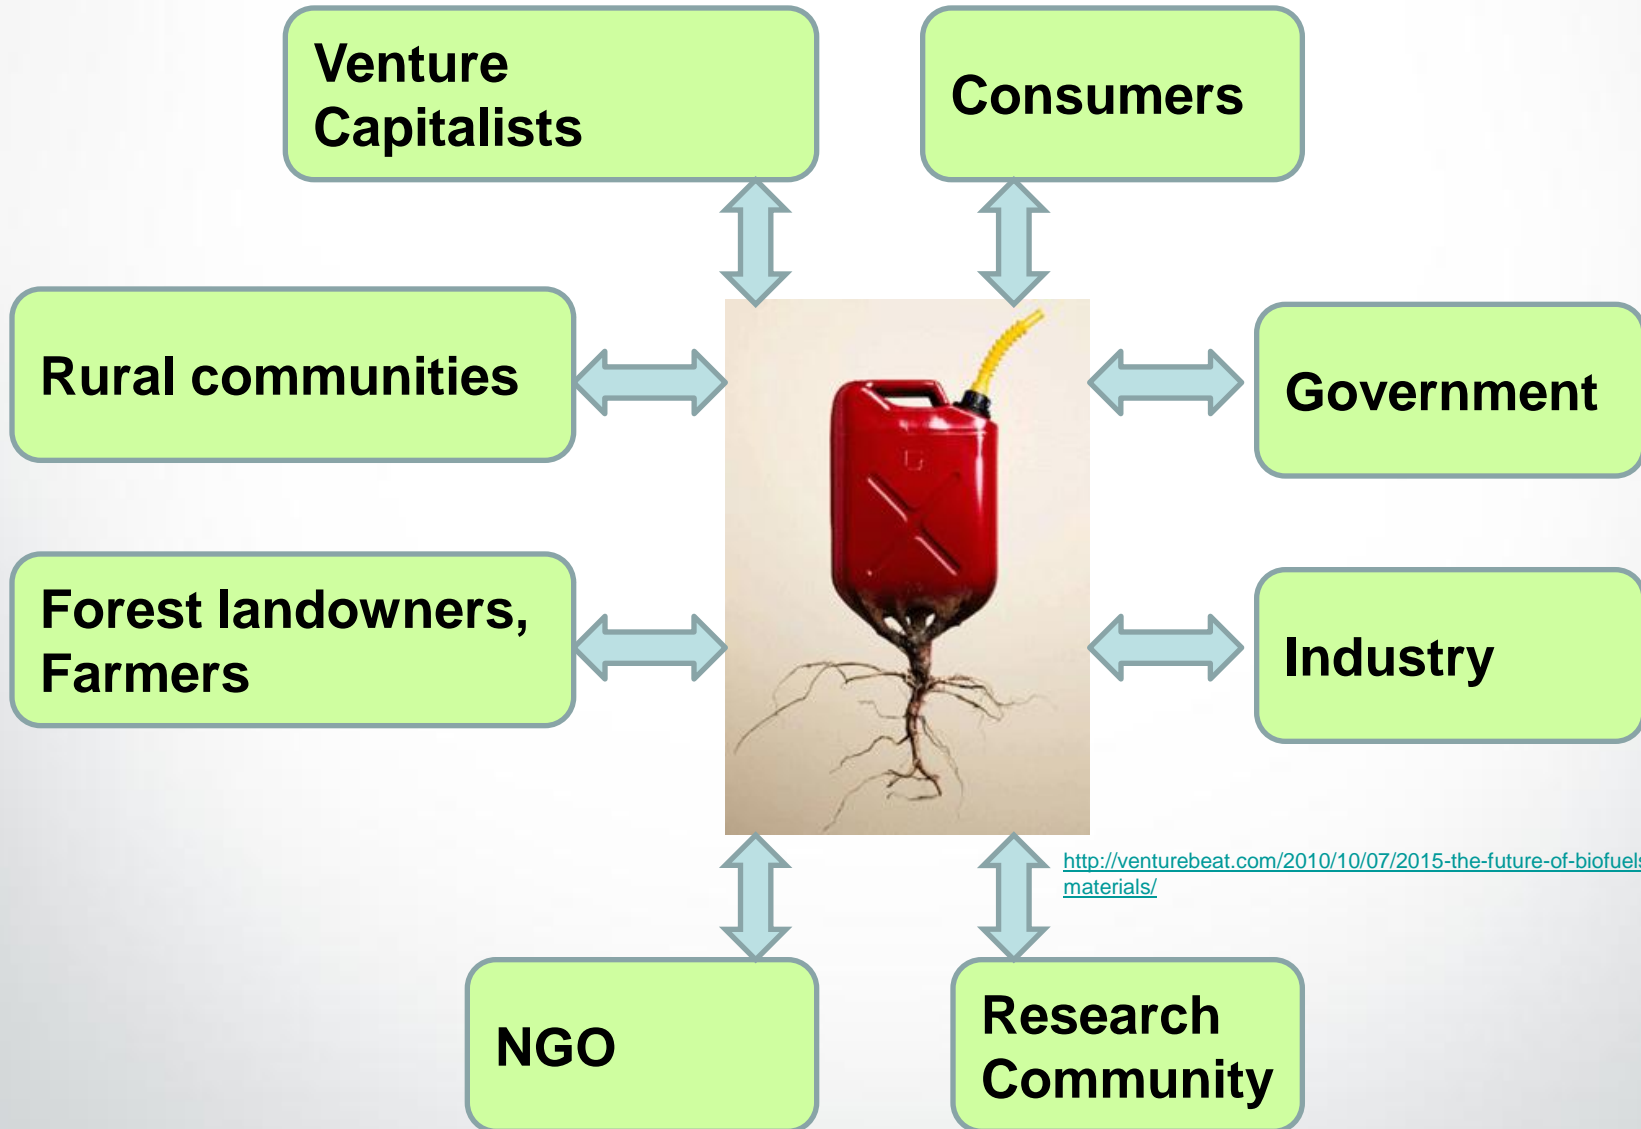 Venture
Capitalists
Consumers
Rural communities
Government
Forest landowners,
Farmers
Industry
http://venturebeat.com/2010/10/07/2015-the-future-of-biofuels
materials/
NGO
Research
Community